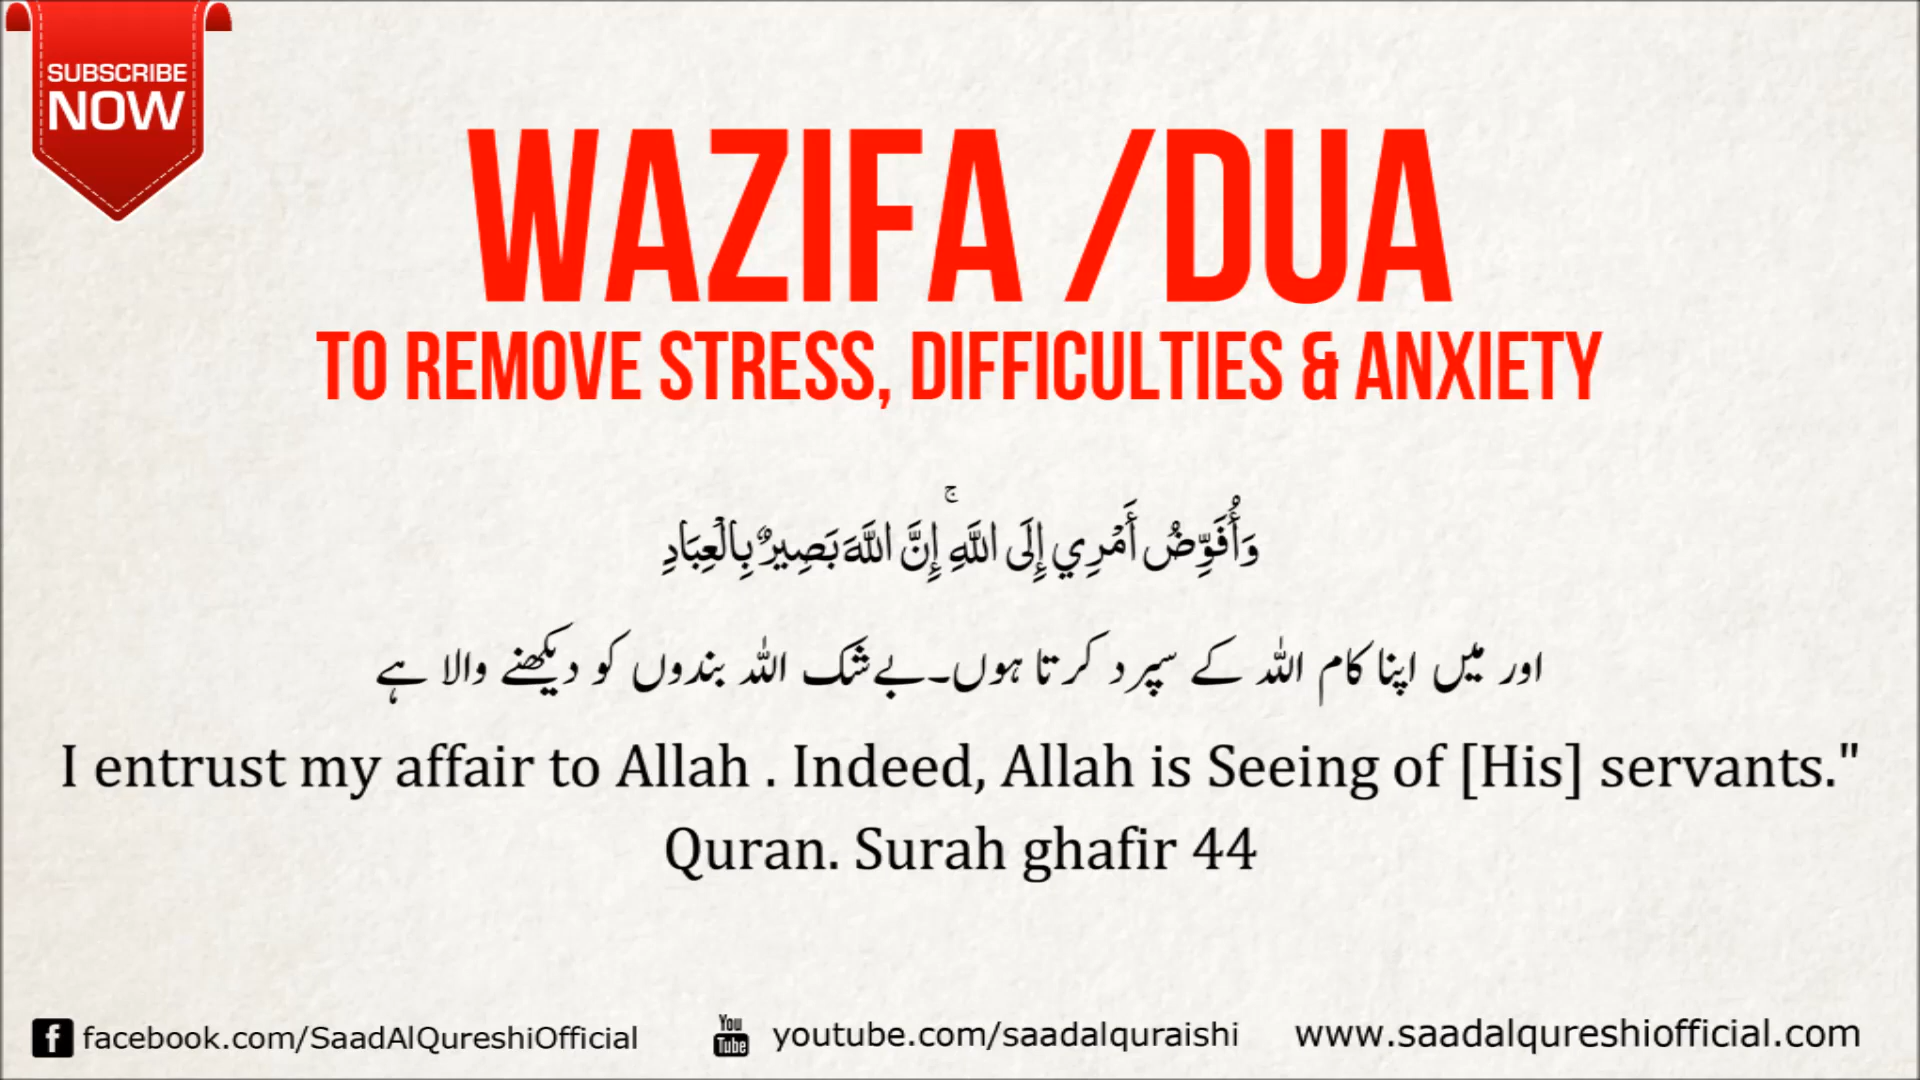 SUBSCRIBE
NOW
WAZIFA /DUA
TO REMOVE STRESS, DIFFICULTIES & ANXIETY
وَأُفَوِّضُ أَمْرِي إِلَى اللَّهِ ۚ إِنَّ اللَّهَ بَصِيرٌ بِالْعِبَادِ
اور میں اپنا کام اللہ کے سپرد کرتا ہوں۔بے شک اللہ بندوں کو دیکھنے والا ہے
I entrust my affair to Allah . Indeed, Allah is Seeing of [His] servants."
Quran. Surah ghafir 44
f facebook.com/SaadAlQureshiOfficial
You
Tube youtube.com/saadalquraishi
www.saadalqureshiofficial.com